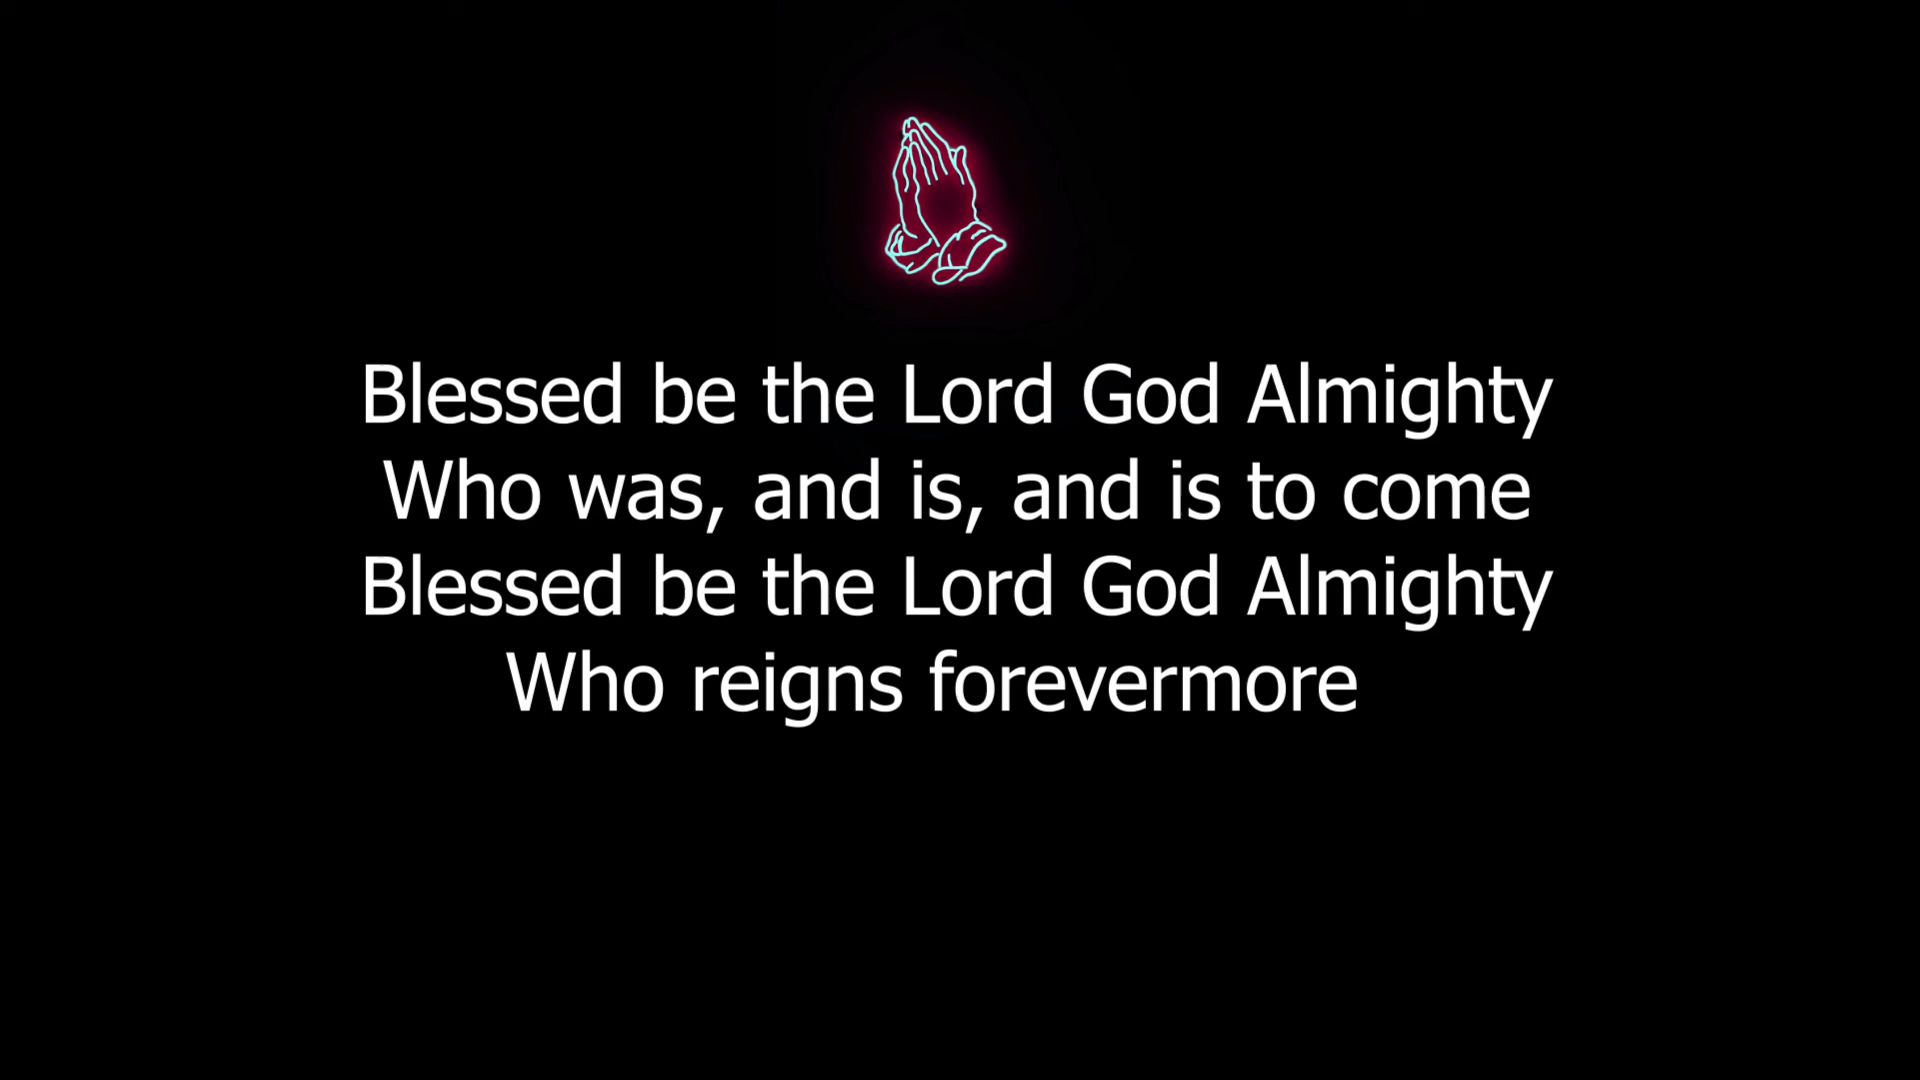 Blessed be the Lord God Almighty
Who was, and is, and is to come
Blessed be the Lord God Almighty
Who reigns forevermore